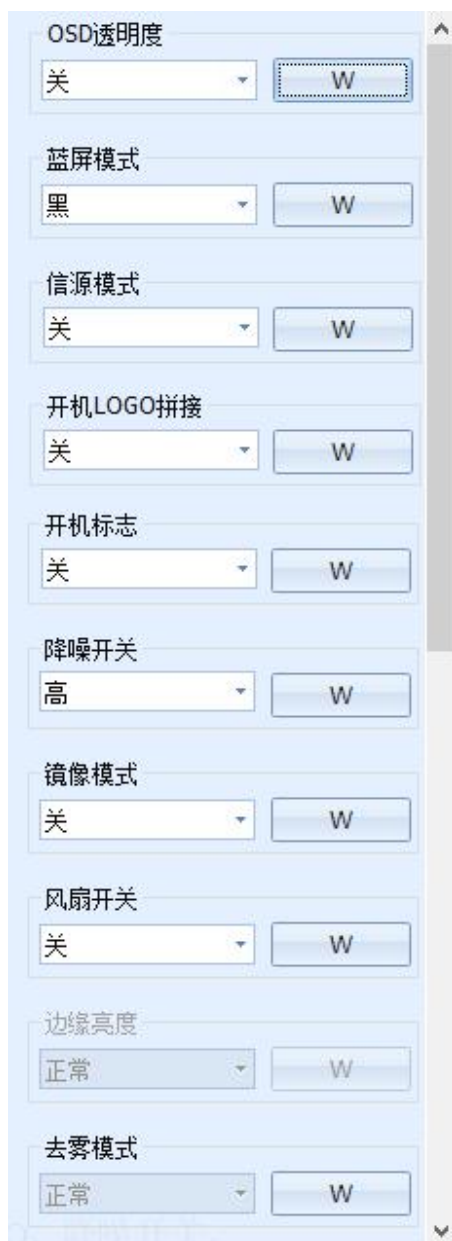 OSD透明度
关 W
蓝屏模式
黑 W
信源模式
关 W
开机LOGO拼接
关 W
开机标志
关 W
降噪开关
高 W
镜像模式
关 W
风扇开关
关 W
边缘亮度
正常 W
去雾模式
正常 W